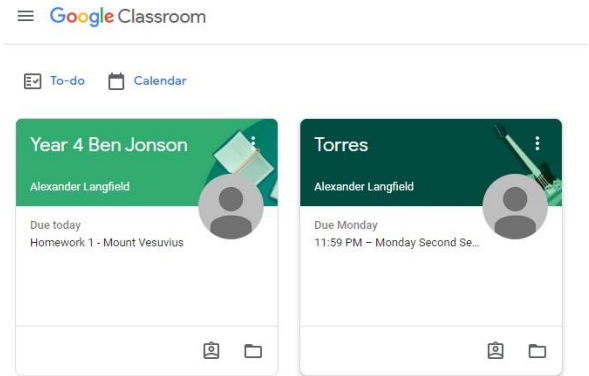 Google Classroom
To-do Calendar
Year 4 Ben Jonson
Alexander Langfield
Due today
Homework 1 - Mount Vesuvius
Torres
Alexander Langfield
Due Monday
11:59 PM – Monday Second Se...